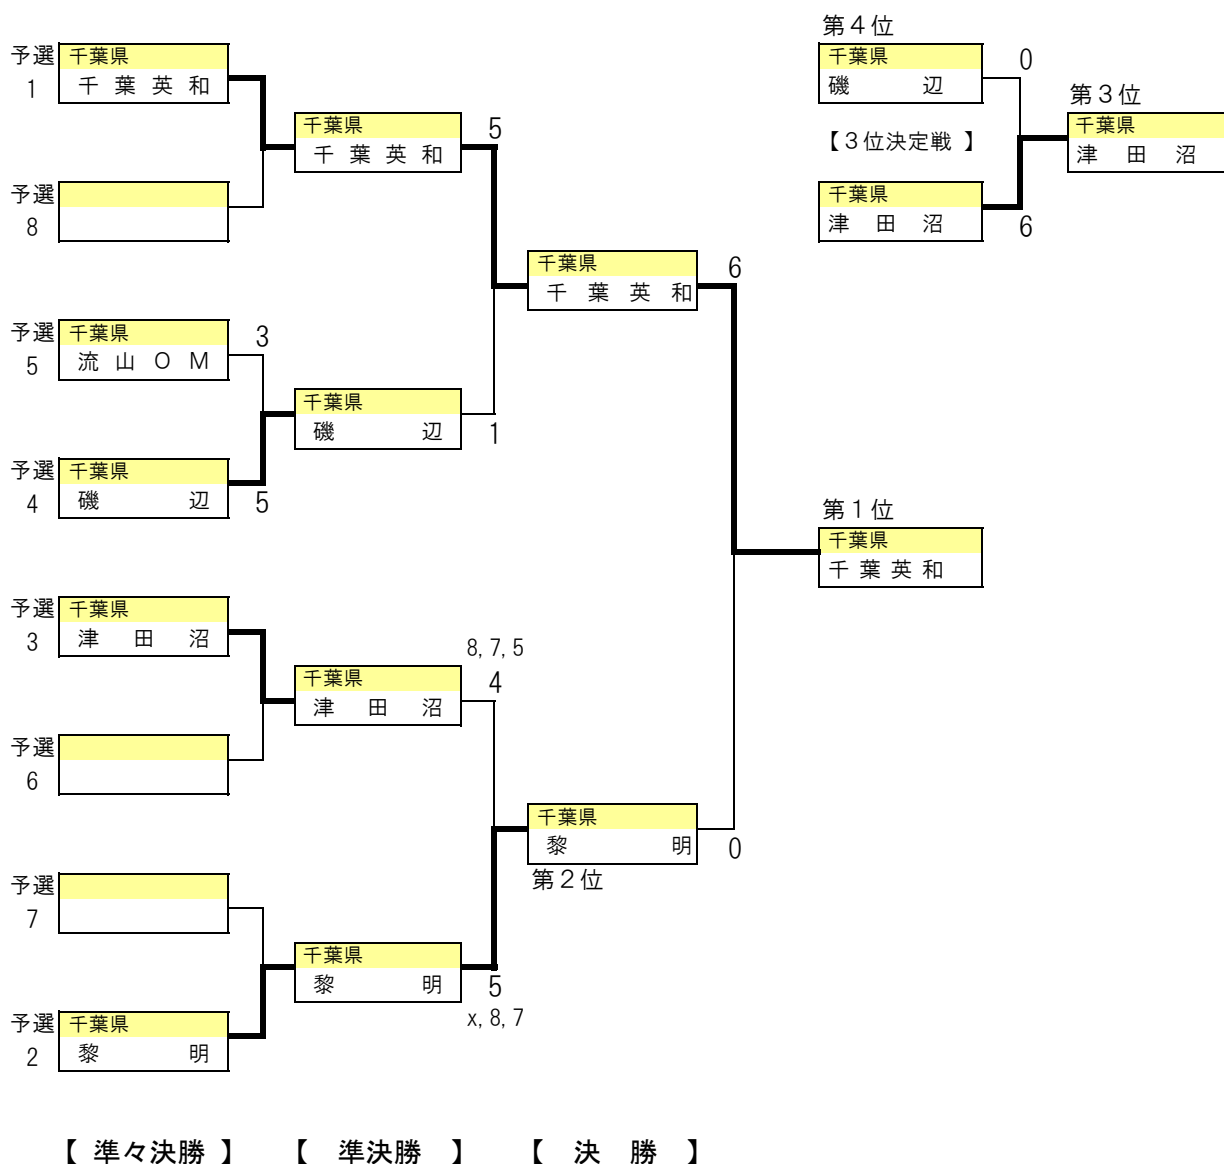 第４位
予選 千葉県
1 千葉英和
千葉県 0
磯辺
第３位
千葉県 5
千葉英和
【３位決定戦】
千葉県
津田沼
予選
8
千葉県
津田沼 6
千葉県 6
千葉英和
予選 千葉県 3
5 流山ＯＭ
千葉県
磯辺 1
予選 千葉県
4 磯辺 5
第１位
千葉県
千葉英和
予選 千葉県
3 津田沼
8, 7, 5
千葉県 4
津田沼
予選
6
千葉県
黎明 0
第２位
予選
7
千葉県
黎明 5
x, 8, 7
予選 千葉県
2 黎明
【 準々決勝 】 【 準決勝 】 【 決 勝 】